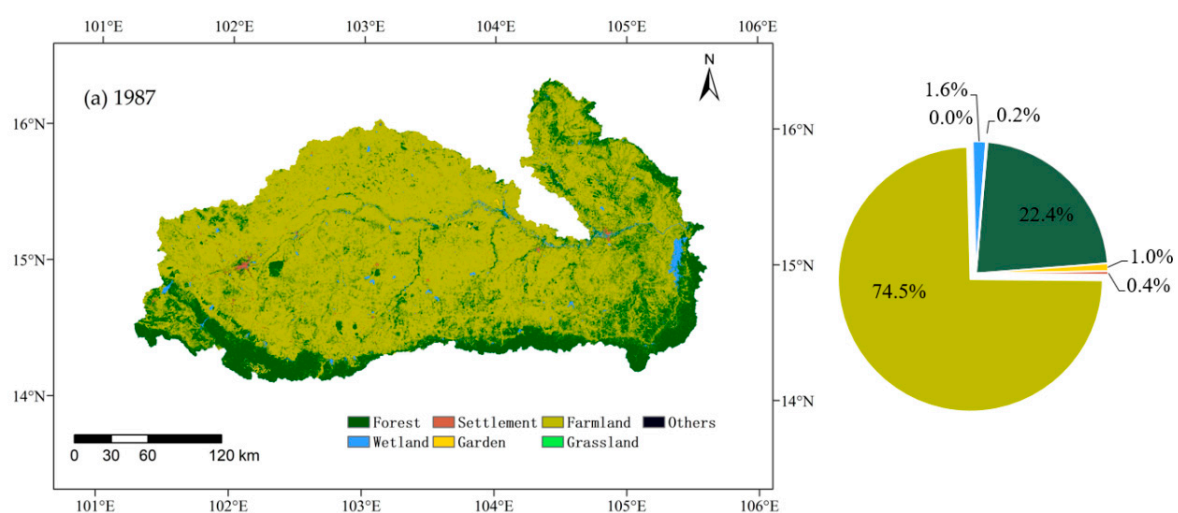 101°E 102°E 103°E 104°E 105°E 106°E
N
(a) 1987
16°N 16°N
15°N 15°N
14°N 14°N
Forest Settlement Farmland Others
Wetland Garden Grassland
0 30 60 120 km
101°E 102°E 103°E 104°E 105°E 106°E
1.6%
0.0% 0.2%
22.4%
1.0%
0.4%
74.5%